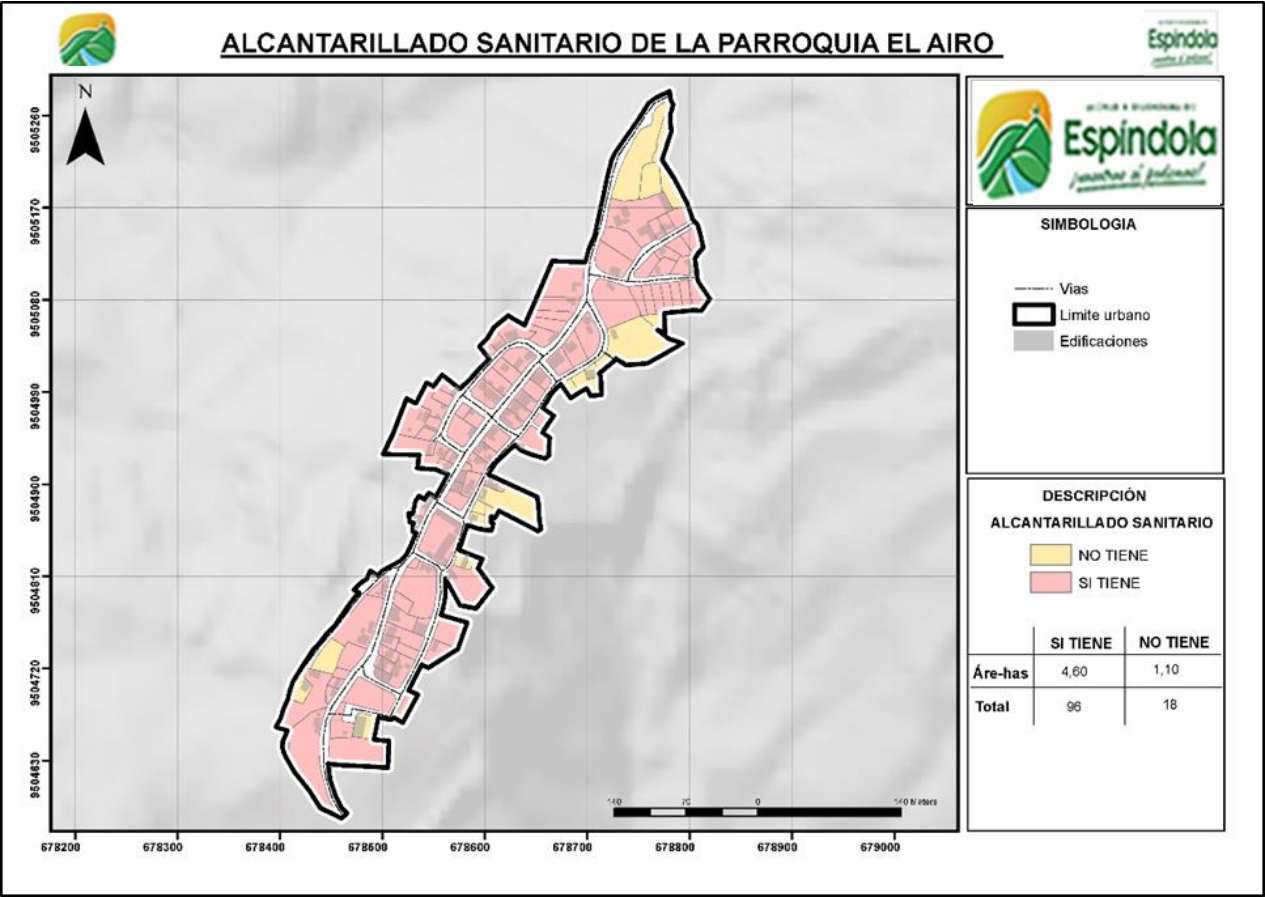 ALCANTARILLADO SANITARIO DE LA PARROQUIA EL AIRO
Espíndola
N
9505260
9505170
9505080
9504990
9504900
9504810
9504720
9504630
678200
678300
678400
678500
678600
678700
678800
678900
679000
140 70 0 140 Meters
Espíndola
SIMBOLOGIA
Vias
Limite urbano
Edificaciones
DESCRIPCIÓN
ALCANTARILLADO SANITARIO
NO TIENE
SI TIENE
SI TIENE NO TIENE
Áre-has 4,60 1,10
Total 96 18